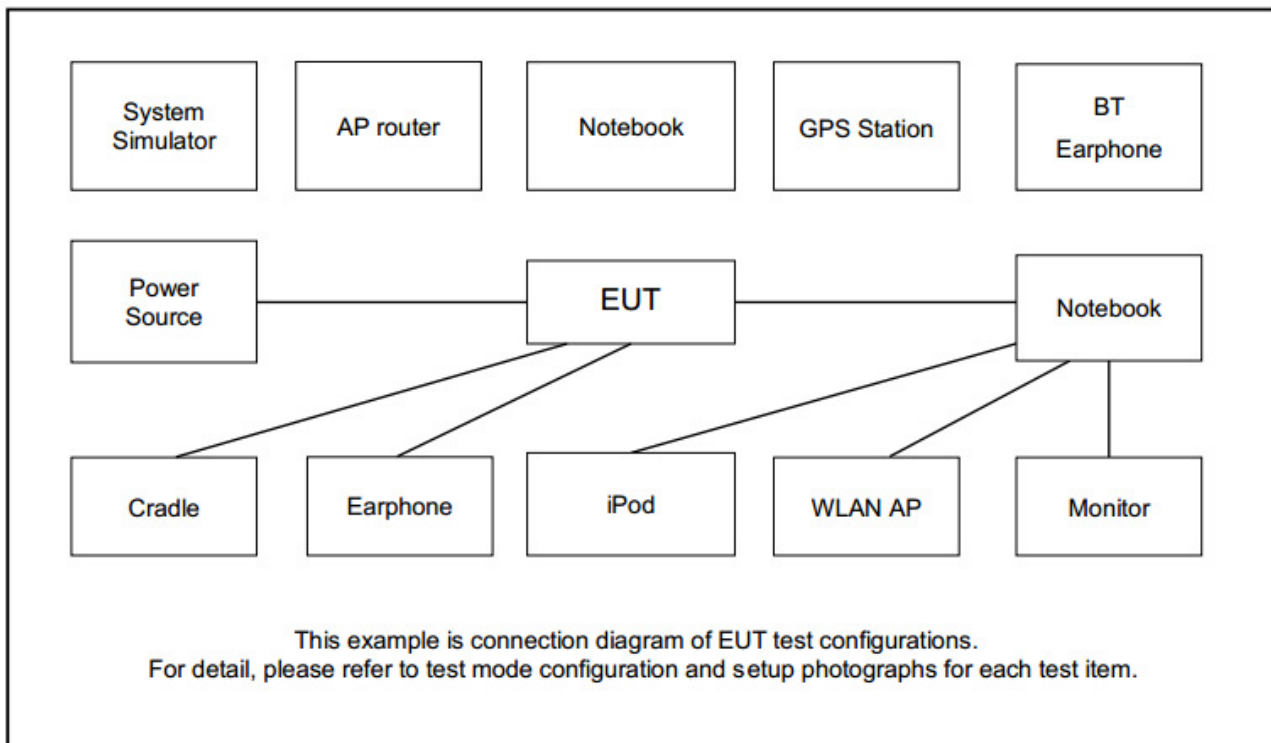 System
Simulator
AP router
Notebook
GPS Station
BT
Earphone
Power
Source
EUT
Notebook
Cradle
Earphone
iPod
WLAN AP
Monitor
This example is connection diagram of EUT test configurations.
For detail, please refer to test mode configuration and setup photographs for each test item.